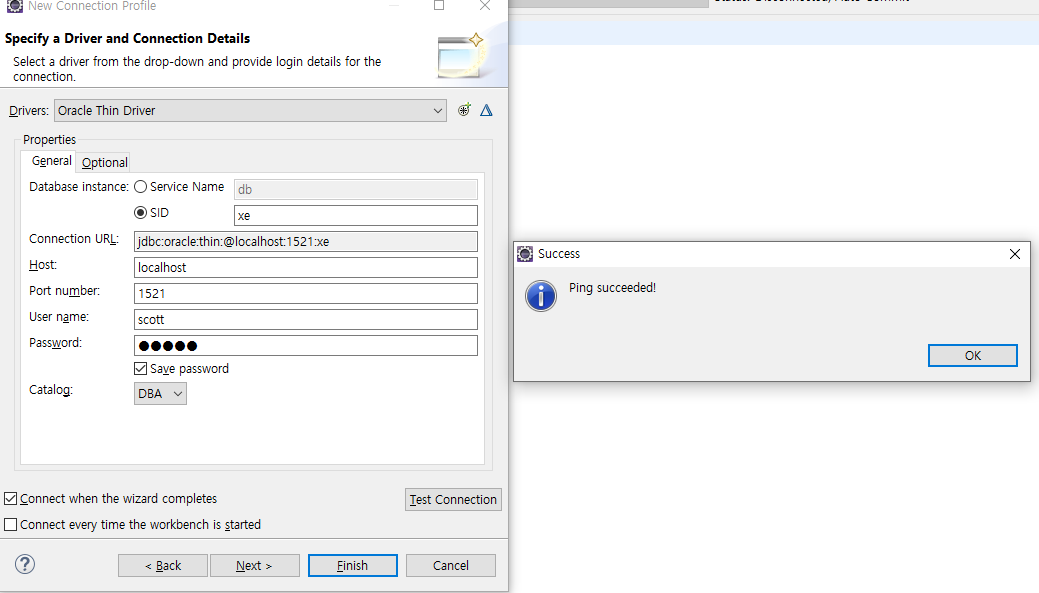 New Connection Profile
Specify a Driver and Connection Details
Select a driver from the drop-down and provide login details for the
connection.
Drivers: Oracle Thin Driver
Properties
General Optional
Database instance: Service Name db
SID xe
Connection URL: jdbc:oracle:thin:@localhost:1521:xe
Host: localhost
Port number: 1521
User name: scott
Password: ●●●●●
Save password
Catalog: DBA
Connect when the wizard completes
Test Connection
Connect every time the workbench is started
? < Back Next > Finish Cancel
Success
Ping succeeded!
OK